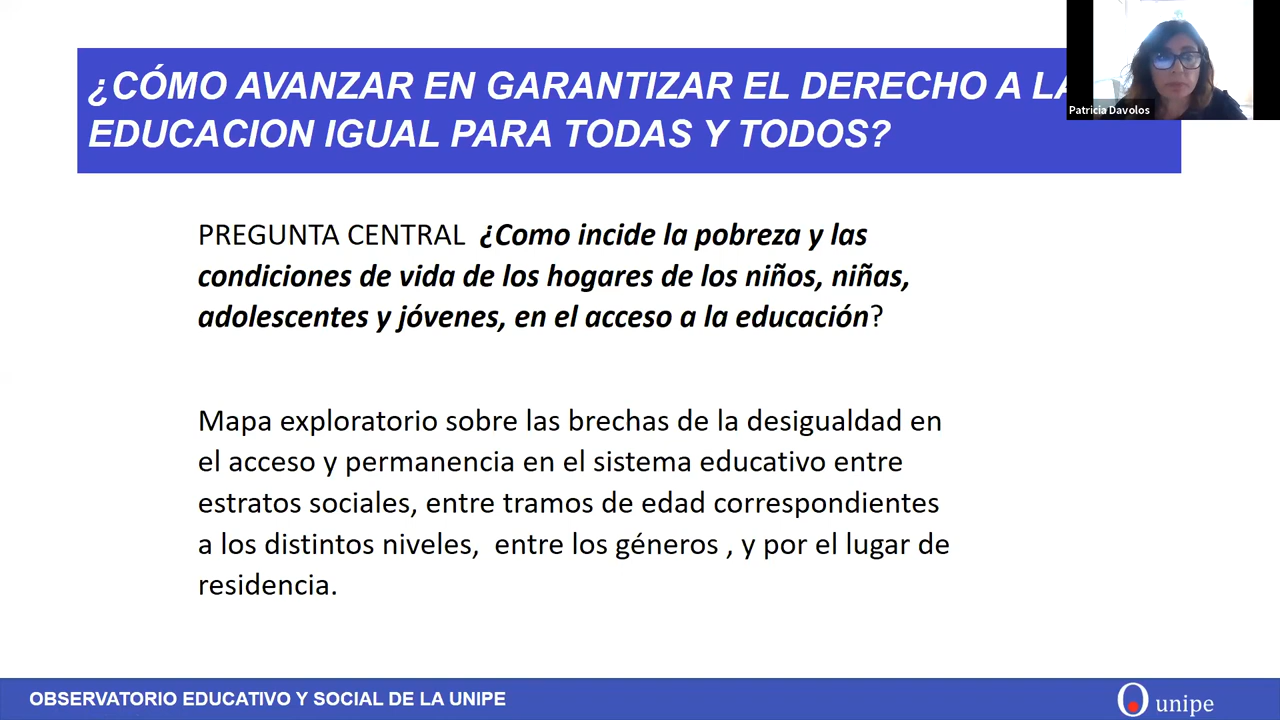 ¿CÓMO AVANZAR EN GARANTIZAR EL DERECHO A LA
EDUCACION IGUAL PARA TODAS Y TODOS?
Patricia Davolos
PREGUNTA CENTRAL ¿Como incide la pobreza y las
condiciones de vida de los hogares de los niños, niñas,
adolescentes y jóvenes, en el acceso a la educación?
Mapa exploratorio sobre las brechas de la desigualdad en
el acceso y permanencia en el sistema educativo entre
estratos sociales, entre tramos de edad correspondientes
a los distintos niveles, entre los géneros , y por el lugar de
residencia.
OBSERVATORIO EDUCATIVO Y SOCIAL DE LA UNIPE
unipe